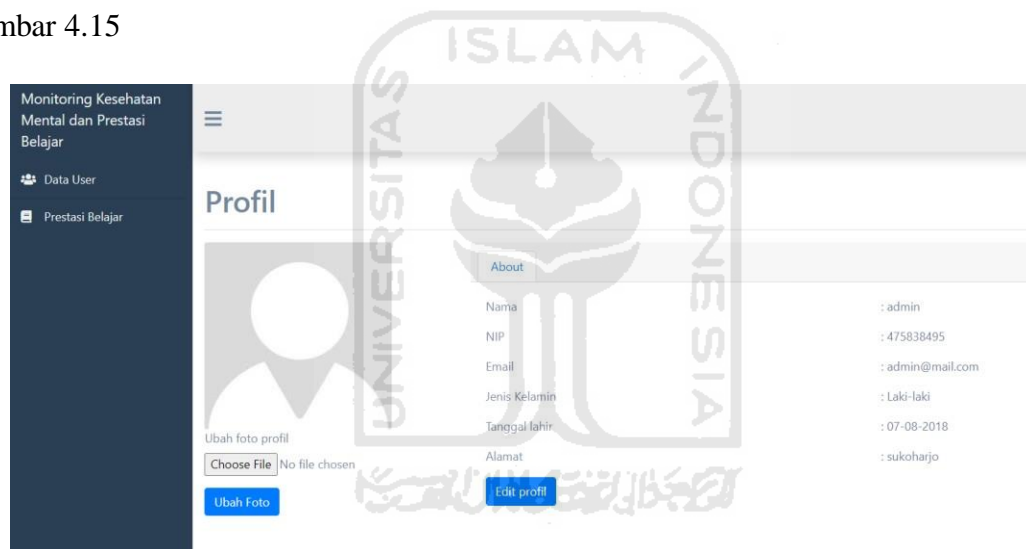 mbar 4.15
ISLAM
UNIVERSITAS
INDONESIA
Monitoring Kesehatan
Mental dan Prestasi
Belajar
Data User
Prestasi Belajar
Profil
Ubah foto profil
Choose File No file chosen
Ubah Foto
About
Nama : admin
NIP : 475838495
Email : admin@mail.com
Jenis Kelamin : Laki-laki
Tanggal lahir : 07-08-2018
Alamat : sukoharjo
Edit profil